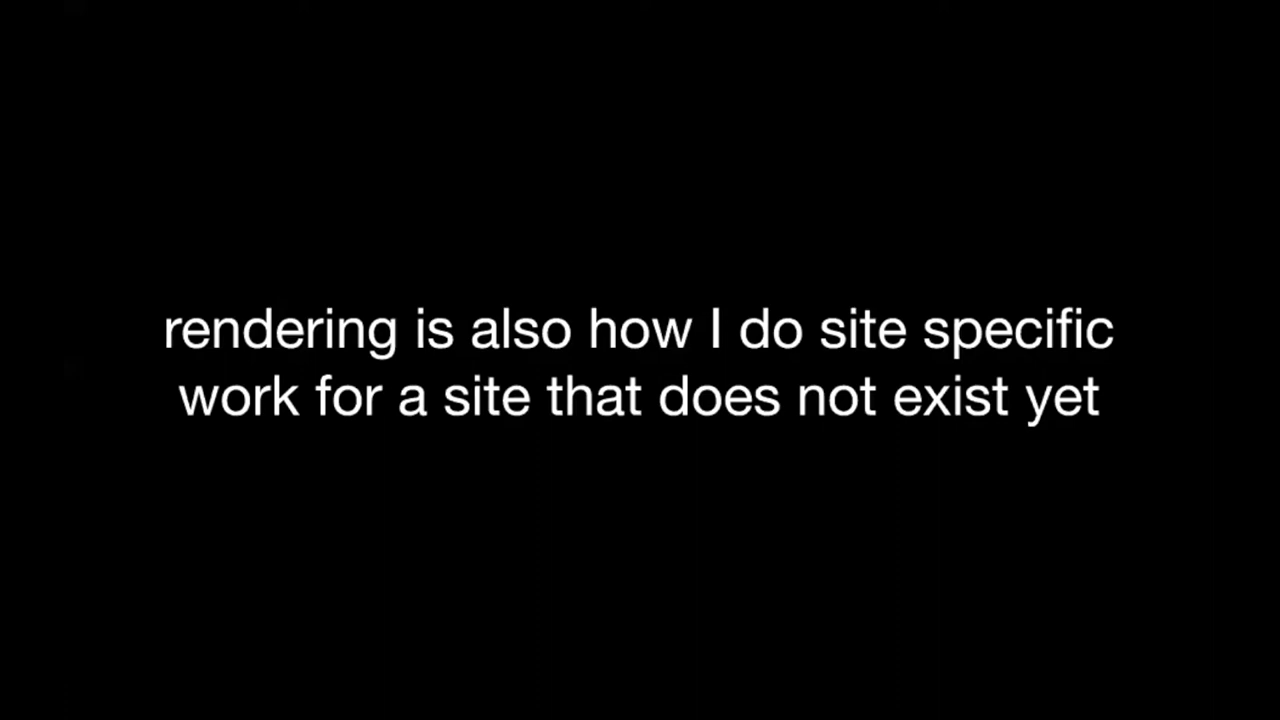 rendering is also how I do site specific
work for a site that does not exist yet